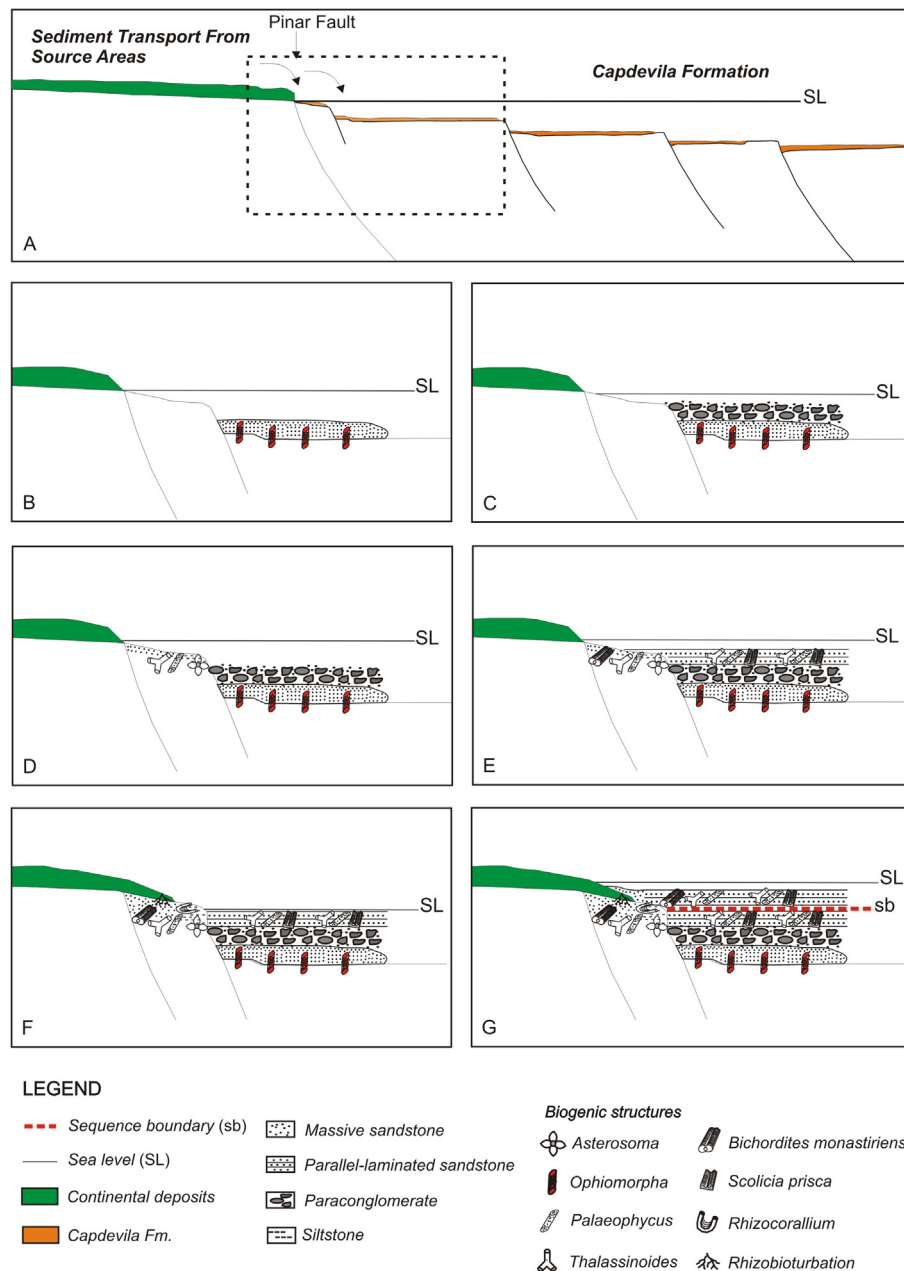 Pinar Fault
Sediment Transport From
Source Areas
Capdevila Formation
SL
A
SL
B
SL
C
SL
D
SL
E
SL
F
SL
sb
G
LEGEND
Sequence boundary (sb)
Sea level (SL)
Continental deposits
Capdevila Fm.
Massive sandstone
Parallel-laminated sandstone
Paraconglomerate
Siltstone
Biogenic structures
Asterosoma
Ophiomorpha
Palaeophycus
Thalassinoides
Bichordites monastiriens
Scolicia prisca
Rhizocorallium
Rhizobioturbation